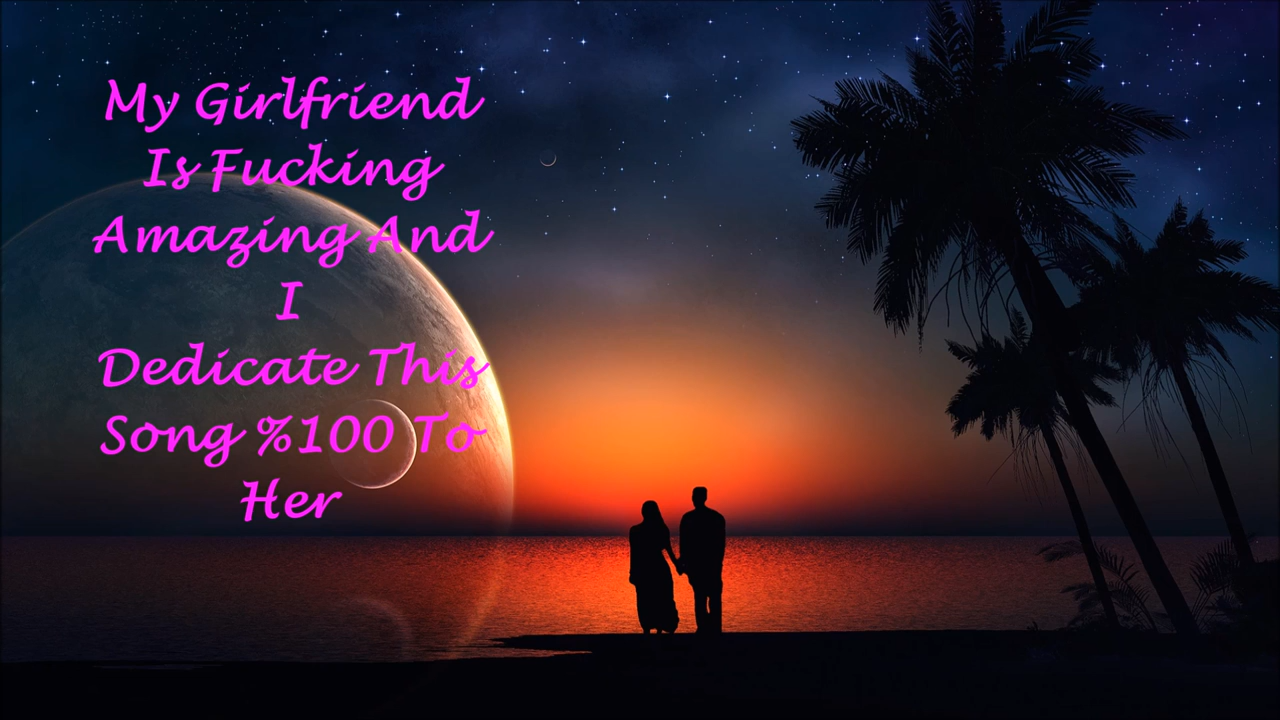 My Girlfriend
Is Fucking
Amazing And
I
Dedicate This
Song %100 To
Her